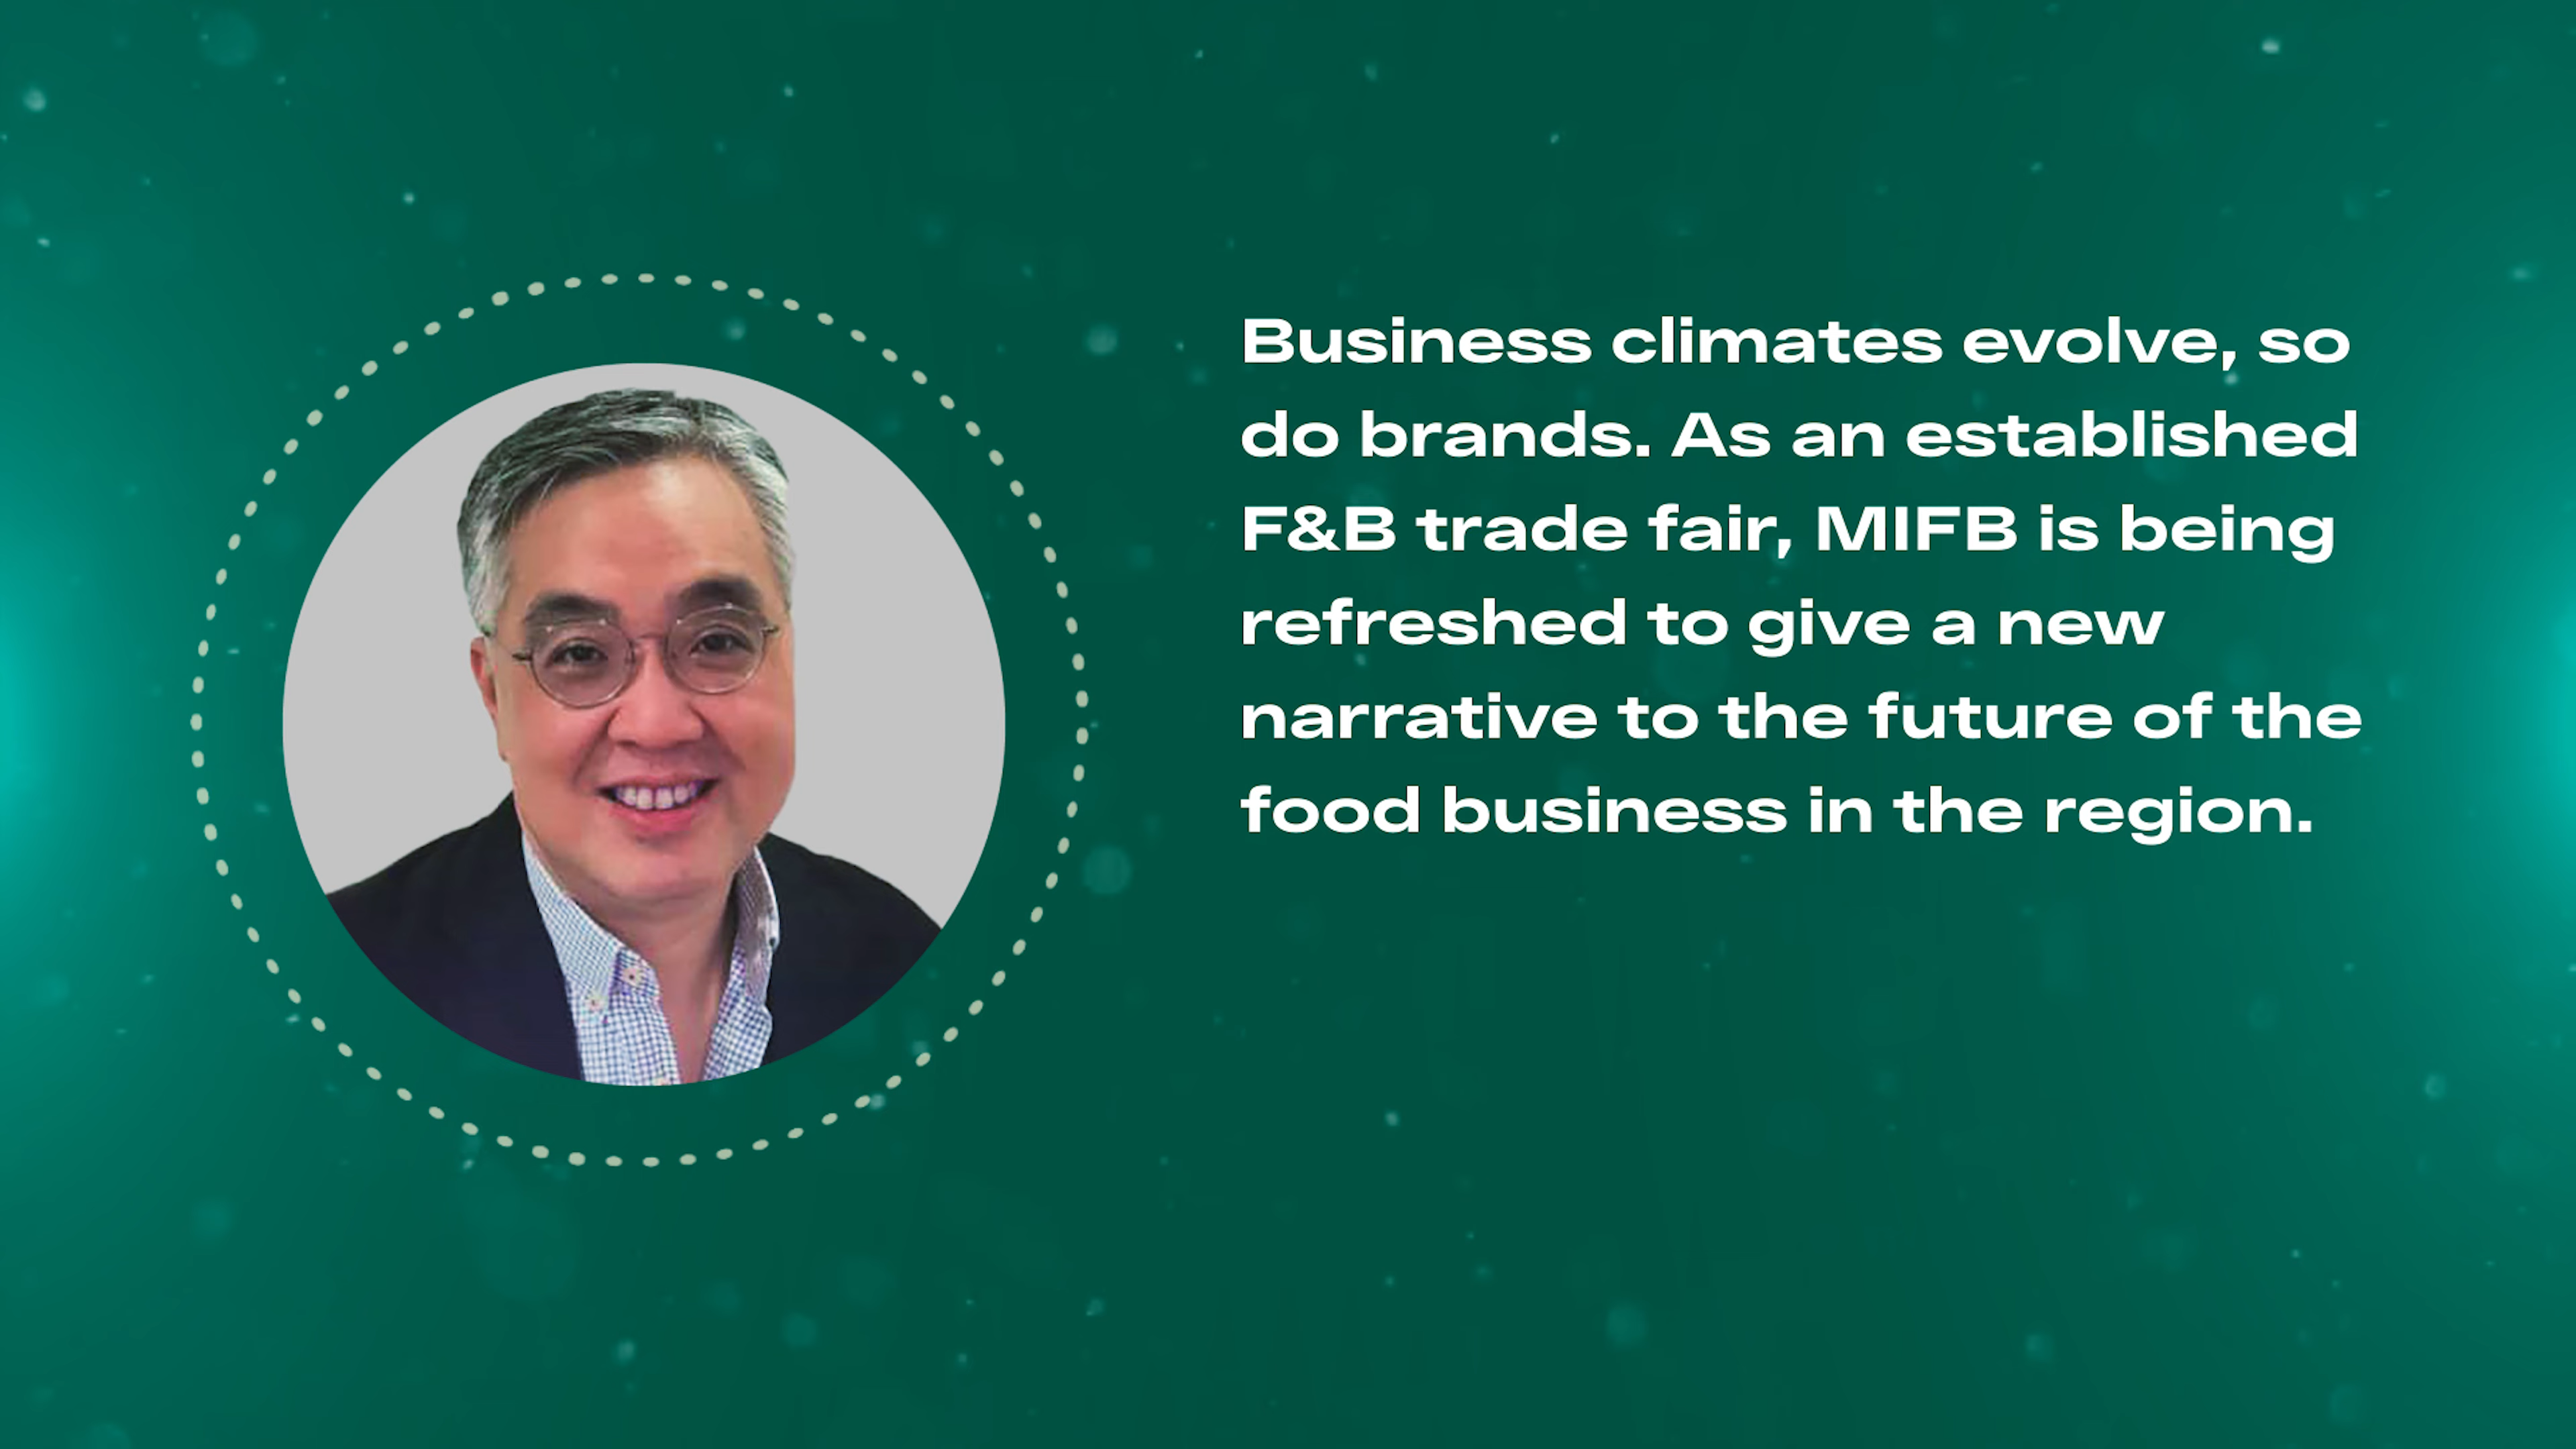 Business climates evolve, so
do brands. As an established
F&B trade fair, MIFB is being
refreshed to give a new
narrative to the future of the
food business in the region.